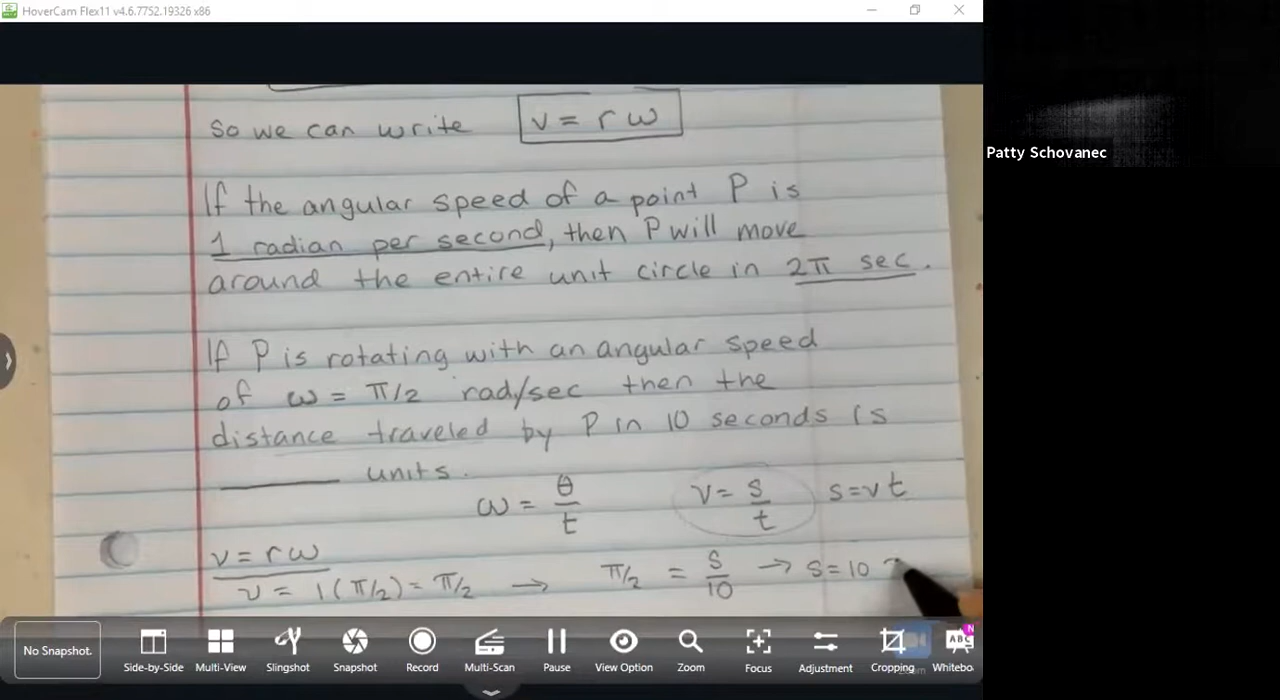 HoverCam Flex11 v4.6.7752.19326 x86
so we can write v = rω
Patty Schovanec
If the angular speed of a point P is
1 radian per second, then P will move
around the entire unit circle in 2π sec.
If P is rotating with an angular speed
of ω = π/2 rad/sec then the
distance traveled by P in 10 seconds is
______ units.
ω = θ/t v = s/t s = vt
v = rω
v = 1(π/2) = π/2 → π/2 = s/10 → s = 10
No Snapshot.
Side-by-Side Multi-View Slingshot Snapshot Record Multi-Scan Pause View Option Zoom Focus Adjustment Cropping Whitebo